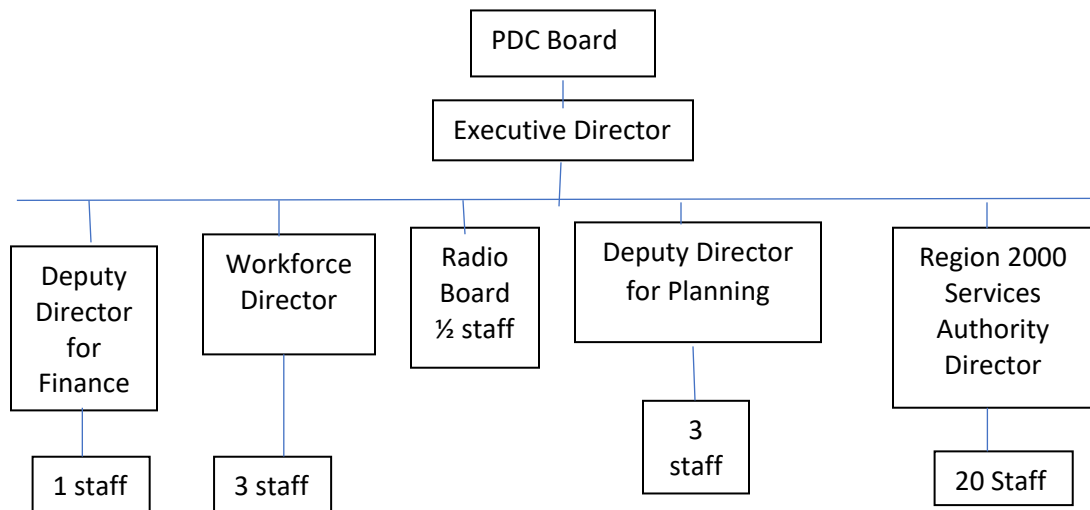 PDC Board
Executive Director
Deputy
Director
for
Finance
Workforce
Director
Radio
Board
½ staff
Deputy Director
for Planning
Region 2000
Services
Authority
Director
1 staff
3 staff
3
staff
20 Staff